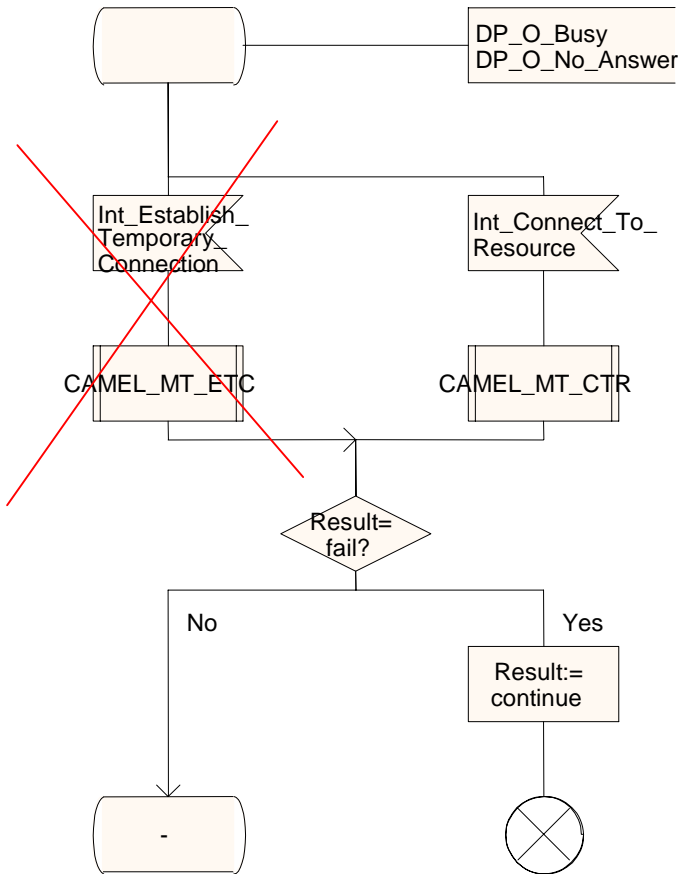 DP_O_Busy
DP_O_No_Answer
Int_Establish_
Temporary_
Connection
Int_Connect_To_
Resource
CAMEL_MT_ETC
CAMEL_MT_CTR
Result=
fail?
No
Yes
Result:=
continue
-